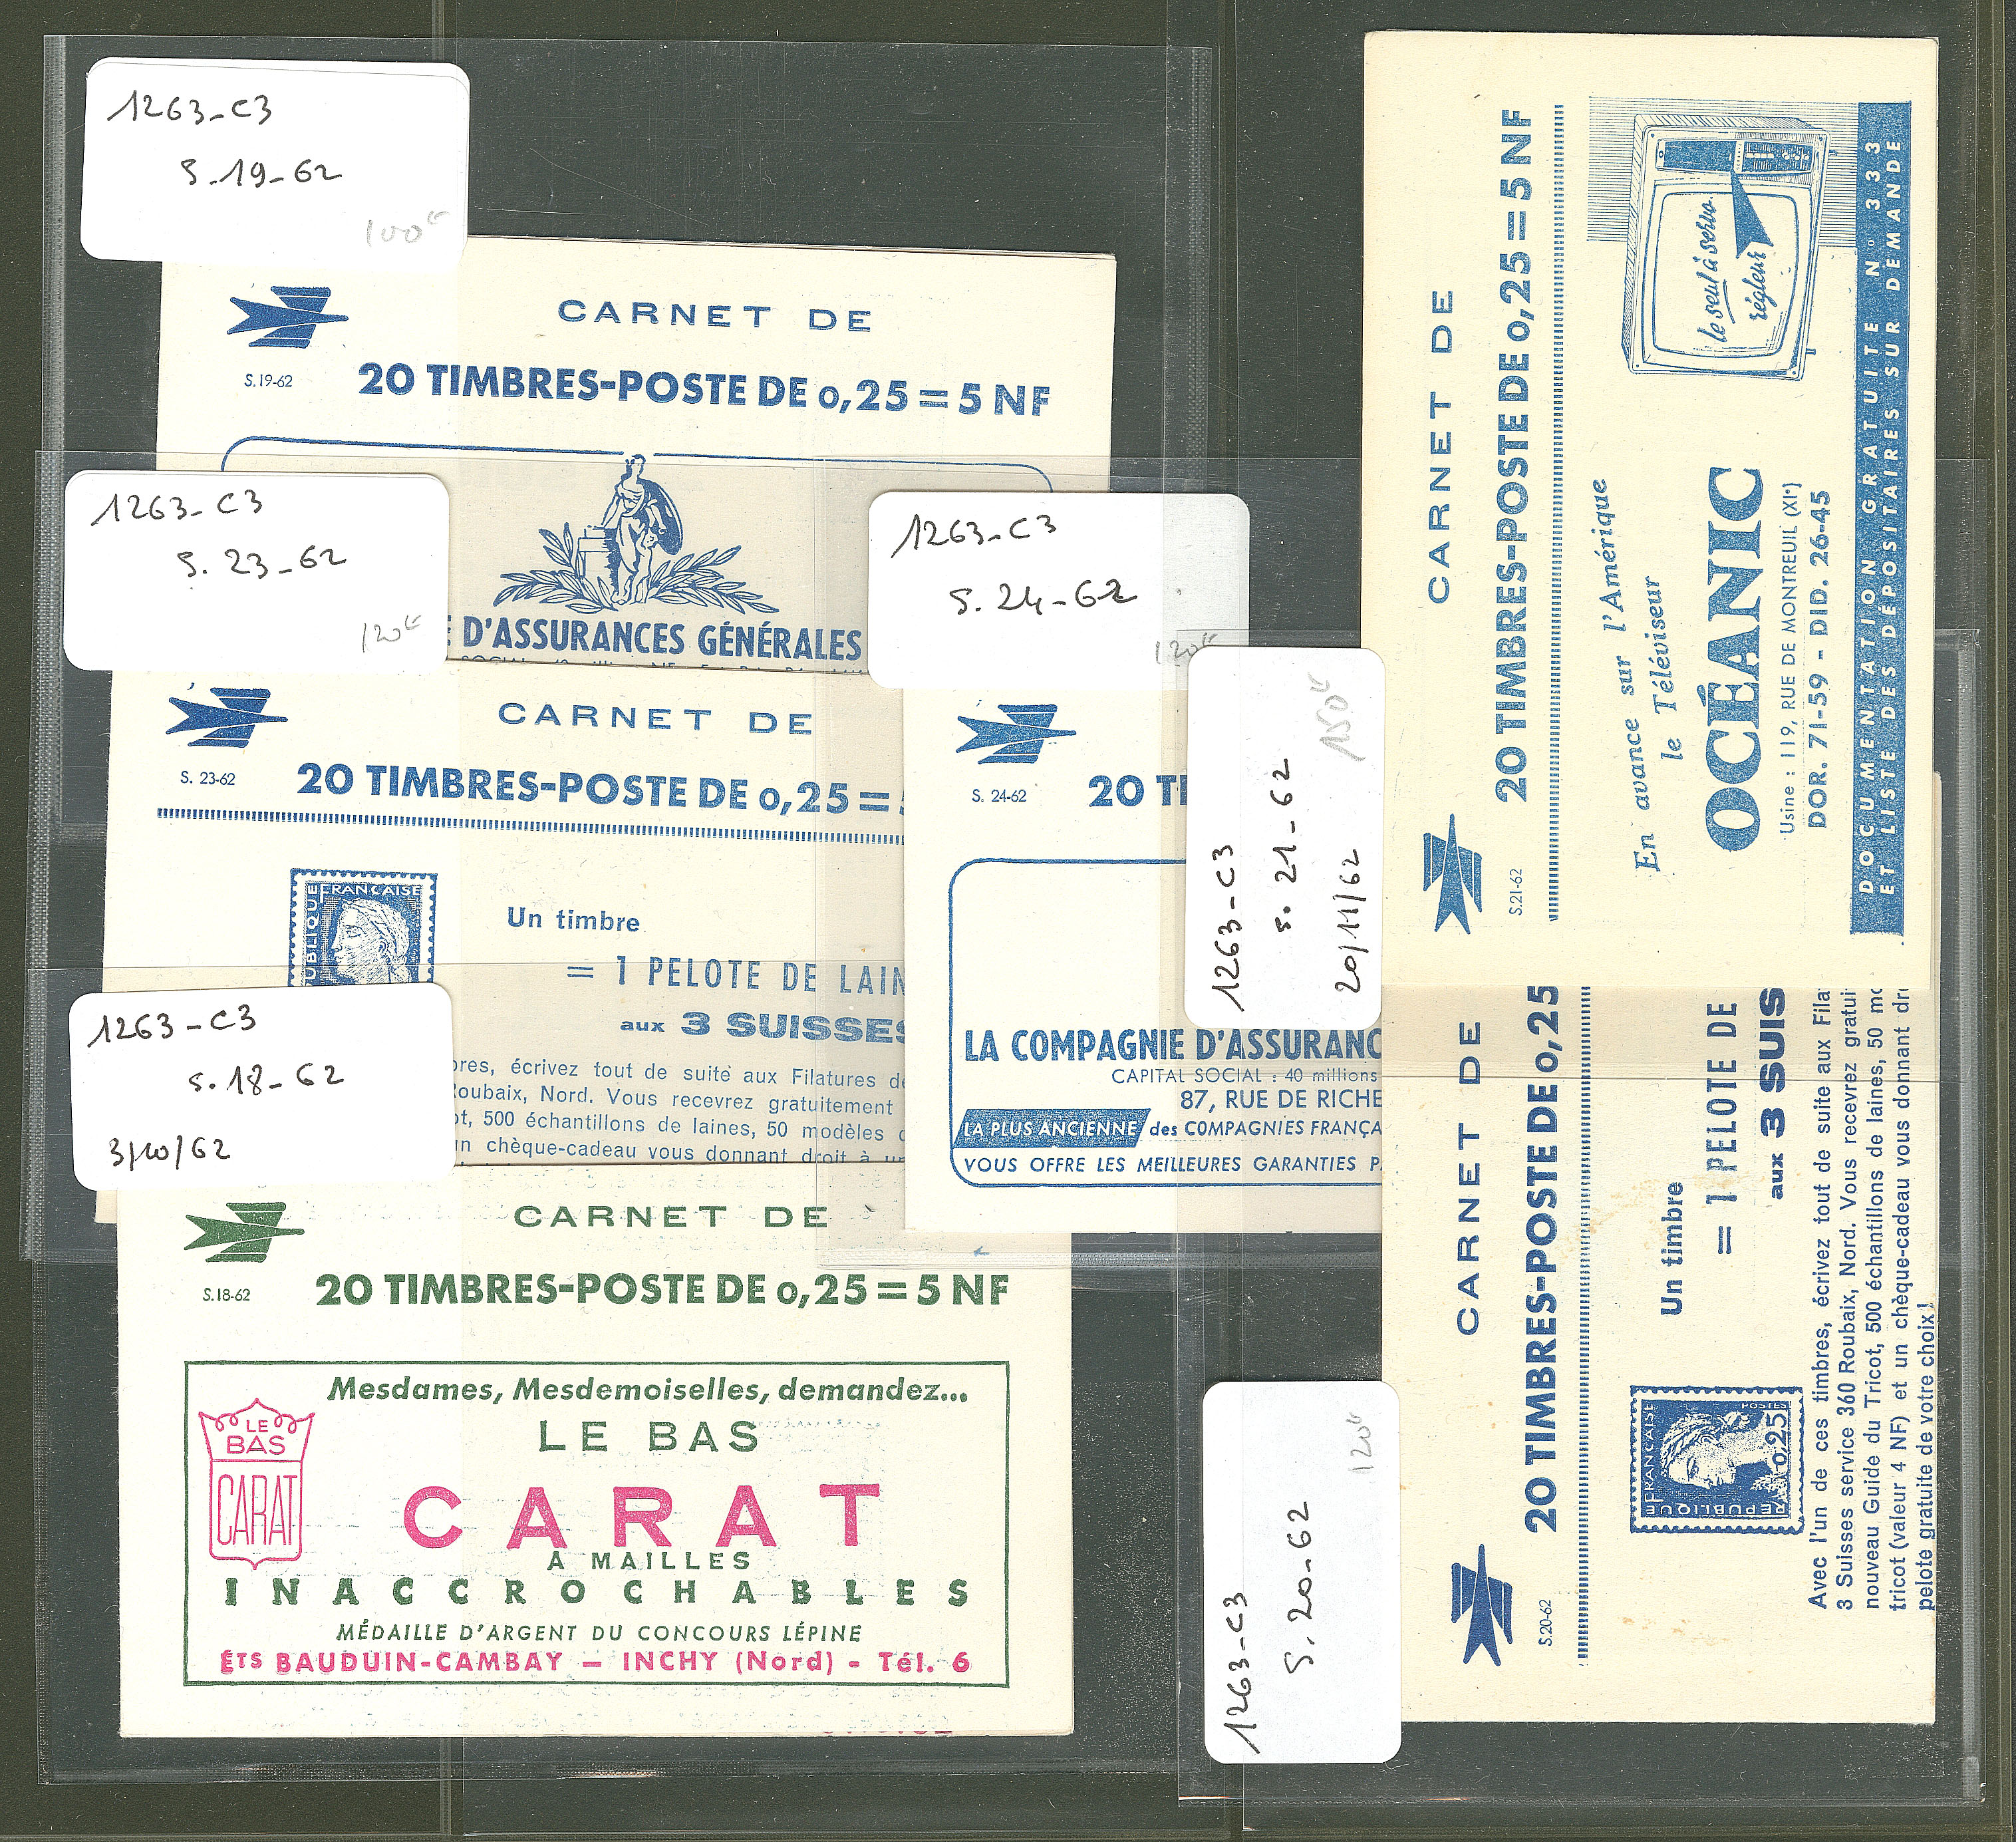 1263-C3
S.19-62
100€
CARNET DE
S.19-62
20 TIMBRES-POSTE DE 0,25 = 5 NF
D'ASSURANCES GÉNÉRALES
1263-C3
S. 23-62
120€
CARNET DE
S. 23-62
20 TIMBRES-POSTE DE 0,25 =
FRANÇAISE
Un timbre
= 1 PELOTE DE LAIN
aux 3 SUISSES
bres, écrivez tout de suite aux Filatures de
Roubaix, Nord. Vous recevrez gratuitement
ot, 500 échantillons de laines, 50 modèles
un chèque-cadeau vous donnant droit à un
1263-C3
S. 24-62
120€
S. 24-62
20 TI
LA COMPAGNIE D'ASSURANC
CAPITAL SOCIAL : 40 millions
87, RUE DE RICHE
LA PLUS ANCIENNE des COMPAGNIES FRANÇA
VOUS OFFRE LES MEILLEURES GARANTIES P
1263-C3
S.18-62
3/10/62
CARNET DE
S.18-62
20 TIMBRES-POSTE DE 0,25 = 5 NF
Mesdames, Mesdemoiselles, demandez...
LE BAS
CARAT
LE BAS
CARAT
A MAILLES
INACCROCHABLES
MÉDAILLE D'ARGENT DU CONCOURS LÉPINE
ÉTS BAUDUIN-CAMBAY – INCHY (Nord) - Tél. 6
1263-C3
S. 21-62
20/11/62
150€
CARNET DE
S.21-62
20 TIMBRES-POSTE DE 0,25 = 5 NF
En avance sur l'Amérique
le Téléviseur
OCÉANIC
Usine : 119, RUE DE MONTREUIL (XIe)
DOR. 71-59 - DID. 26-45
le seul à servo
régleur
DOCUMENTATION GRATUITE No 333
ET LISTE DES DÉPOSITAIRES SUR DEMANDE
1263-C3
S. 20-62
120€
CARNET DE
S.20-62
20 TIMBRES-POSTE DE 0,25
REPUBLIQUE FRANÇAISE
POSTES
0,25
Un timbre
= 1 PELOTE DE
aux 3 SUIS
Avec l'un de ces timbres, écrivez tout de suite aux Fila
3 Suisses service 360 Roubaix, Nord. Vous recevrez gratui
nouveau Guide du Tricot, 500 échantillons de laines, 50 mo
tricot (valeur 4 NF) et un chèque-cadeau vous donnant dro
pelote gratuite de votre choix!